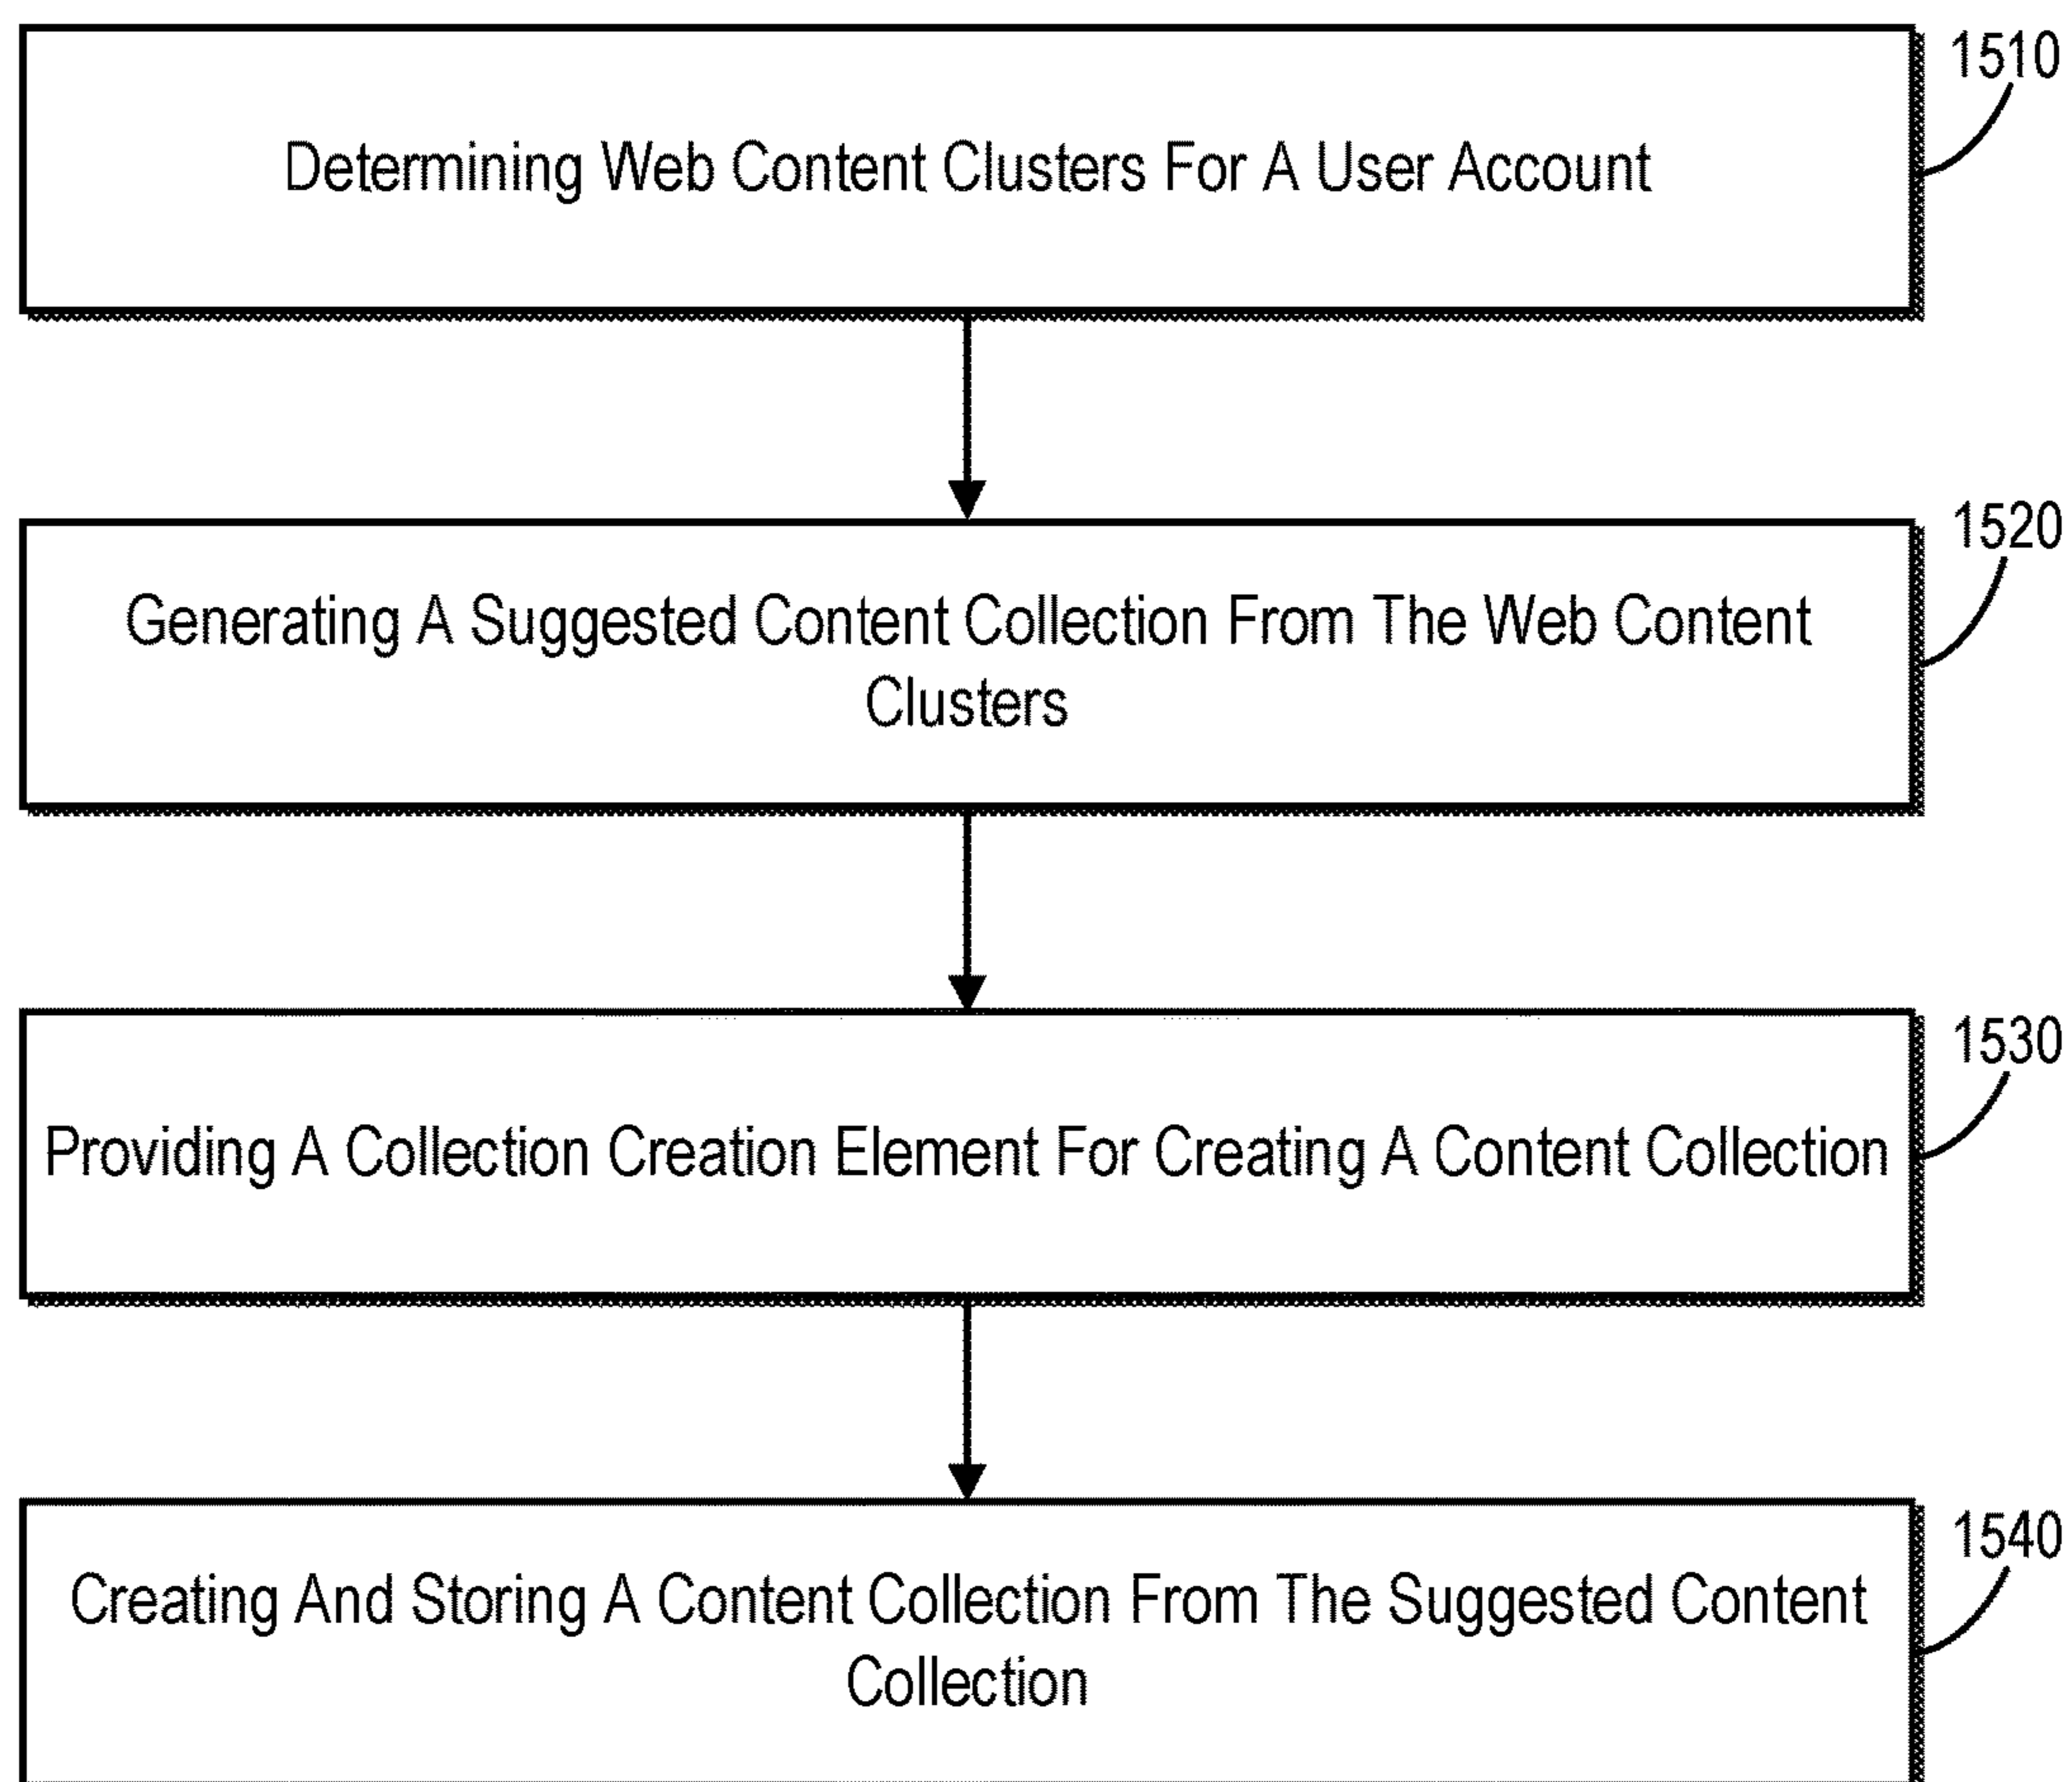 1510
Determining Web Content Clusters For A User Account
1520
Generating A Suggested Content Collection From The Web Content
Clusters
1530
Providing A Collection Creation Element For Creating A Content Collection
1540
Creating And Storing A Content Collection From The Suggested Content
Collection